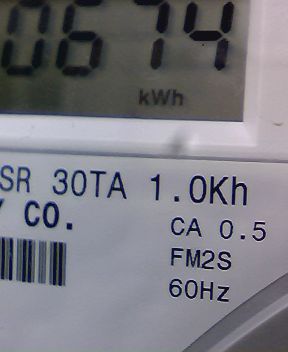 0674
kWh
SR 30TA 1.0Kh
Y CO.
CA 0.5
FM2S
60Hz